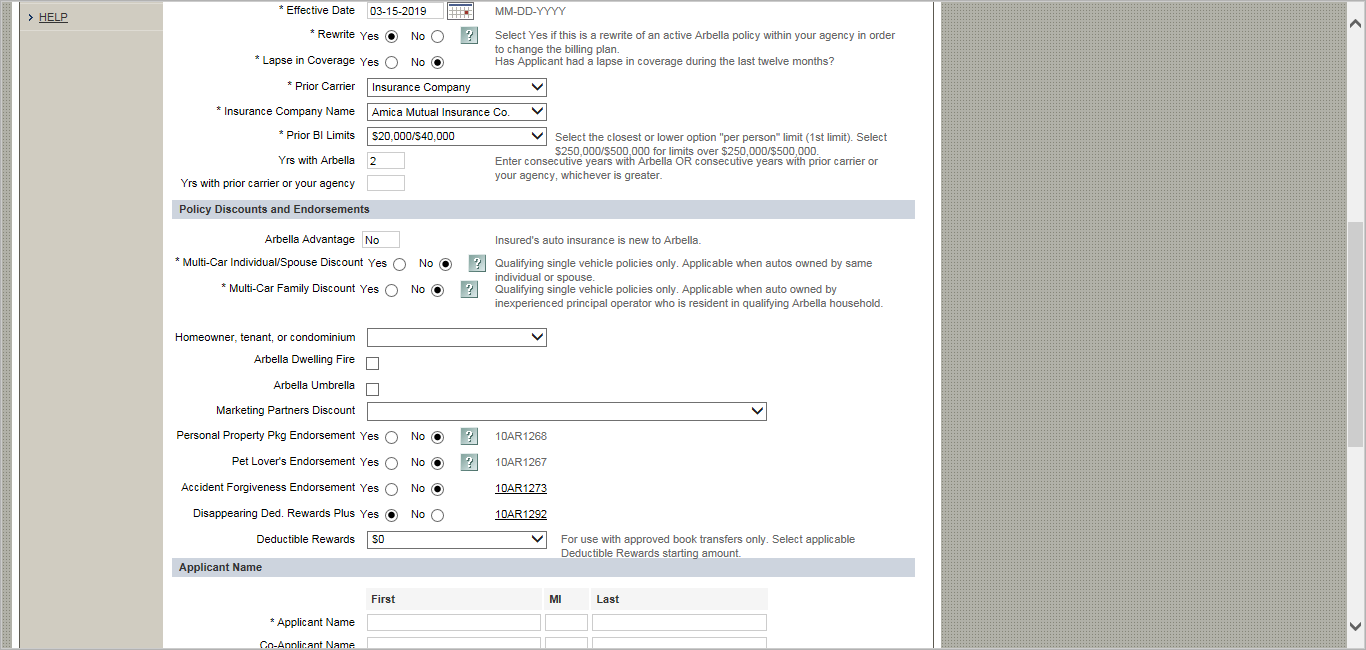 HELP
* Effective Date 03-15-2019 MM-DD-YYYY
* Rewrite Yes No ? Select Yes if this is a rewrite of an active Arbella policy within your agency in order
to change the billing plan.
* Lapse in Coverage Yes No Has Applicant had a lapse in coverage during the last twelve months?
* Prior Carrier Insurance Company
* Insurance Company Name Amica Mutual Insurance Co.
* Prior BI Limits $20,000/$40,000 Select the closest or lower option "per person" limit (1st limit). Select
$250,000/$500,000 for limits over $250,000/$500,000.
Yrs with Arbella 2 Enter consecutive years with Arbella OR consecutive years with prior carrier or
your agency, whichever is greater.
Yrs with prior carrier or your agency
Policy Discounts and Endorsements
Arbella Advantage No Insured's auto insurance is new to Arbella.
* Multi-Car Individual/Spouse Discount Yes No ? Qualifying single vehicle policies only. Applicable when autos owned by same
individual or spouse.
* Multi-Car Family Discount Yes No ? Qualifying single vehicle policies only. Applicable when auto owned by
inexperienced principal operator who is resident in qualifying Arbella household.
Homeowner, tenant, or condominium
Arbella Dwelling Fire
Arbella Umbrella
Marketing Partners Discount
Personal Property Pkg Endorsement Yes No ? 10AR1268
Pet Lover's Endorsement Yes No ? 10AR1267
Accident Forgiveness Endorsement Yes No 10AR1273
Disappearing Ded. Rewards Plus Yes No 10AR1292
Deductible Rewards $0 For use with approved book transfers only. Select applicable
Deductible Rewards starting amount.
Applicant Name
First MI Last
* Applicant Name
Co-Applicant Name